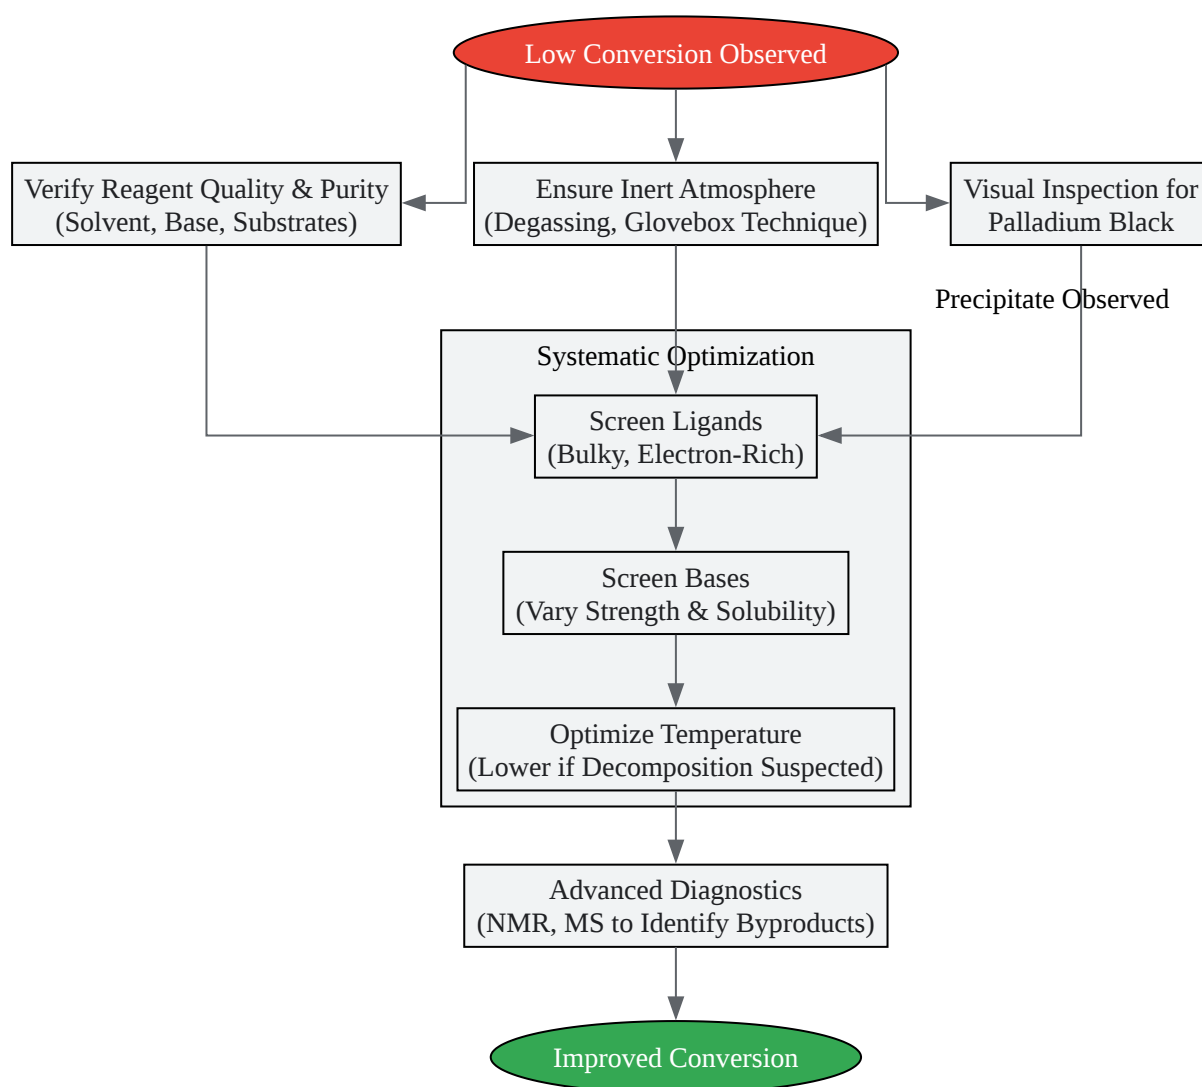 Low Conversion Observed
Verify Reagent Quality & Purity
(Solvent, Base, Substrates)
Ensure Inert Atmosphere
(Degassing, Glovebox Technique)
Visual Inspection for
Palladium Black
Precipitate Observed
Systematic Optimization
Screen Ligands
(Bulky, Electron-Rich)
Screen Bases
(Vary Strength & Solubility)
Optimize Temperature
(Lower if Decomposition Suspected)
Advanced Diagnostics
(NMR, MS to Identify Byproducts)
Improved Conversion